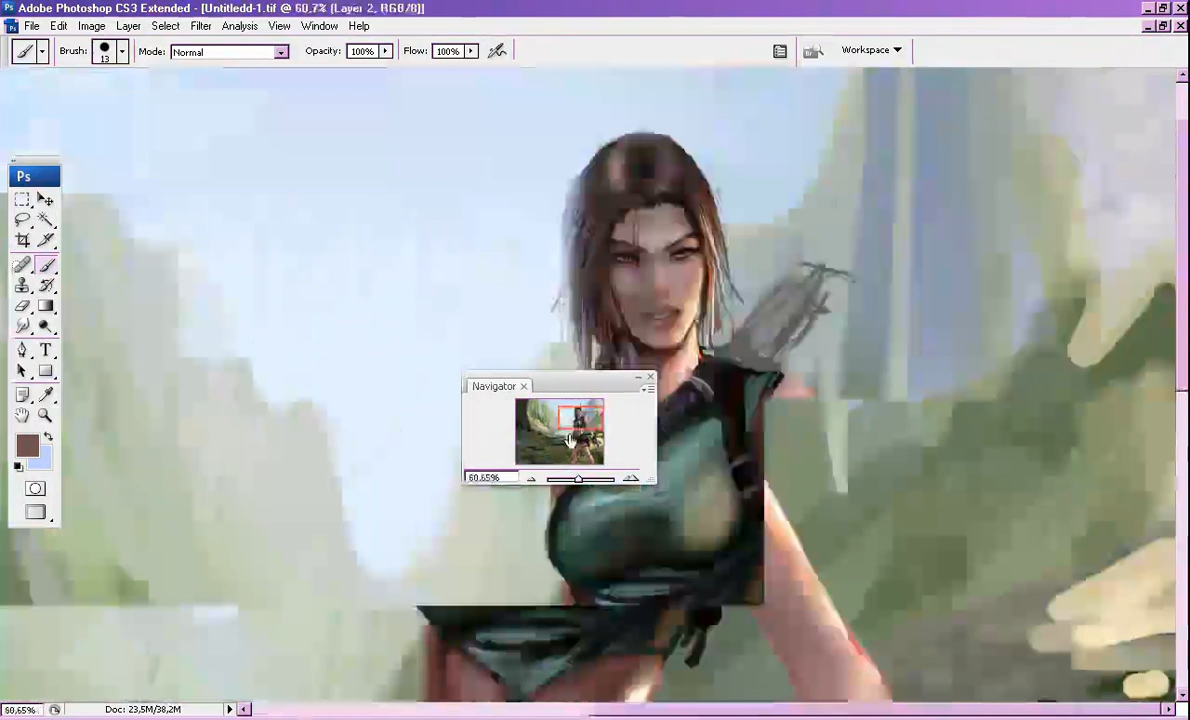 Adobe Photoshop CS3 Extended - [Untitledd-1.tif @ 60,7% (Layer 2, RGB/8)]
File Edit Image Layer Select Filter Analysis View Window Help
Brush: 13 Mode: Normal Opacity: 100% Flow: 100% Workspace
Ps
T
Navigator
60.65%
60,65% Doc: 23,5M/38,2M